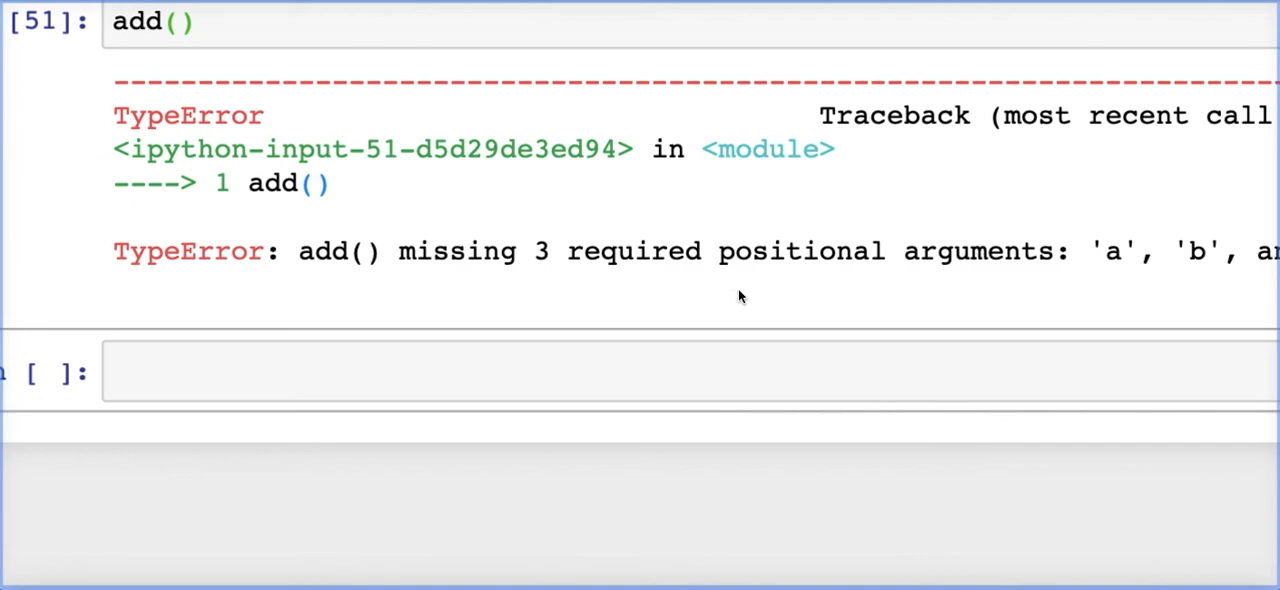 [51]: add()
--------------------------------------------------------------------
TypeError Traceback (most recent call
<ipython-input-51-d5d29de3ed94> in <module>
----> 1 add()
TypeError: add() missing 3 required positional arguments: 'a', 'b',
[ ]: